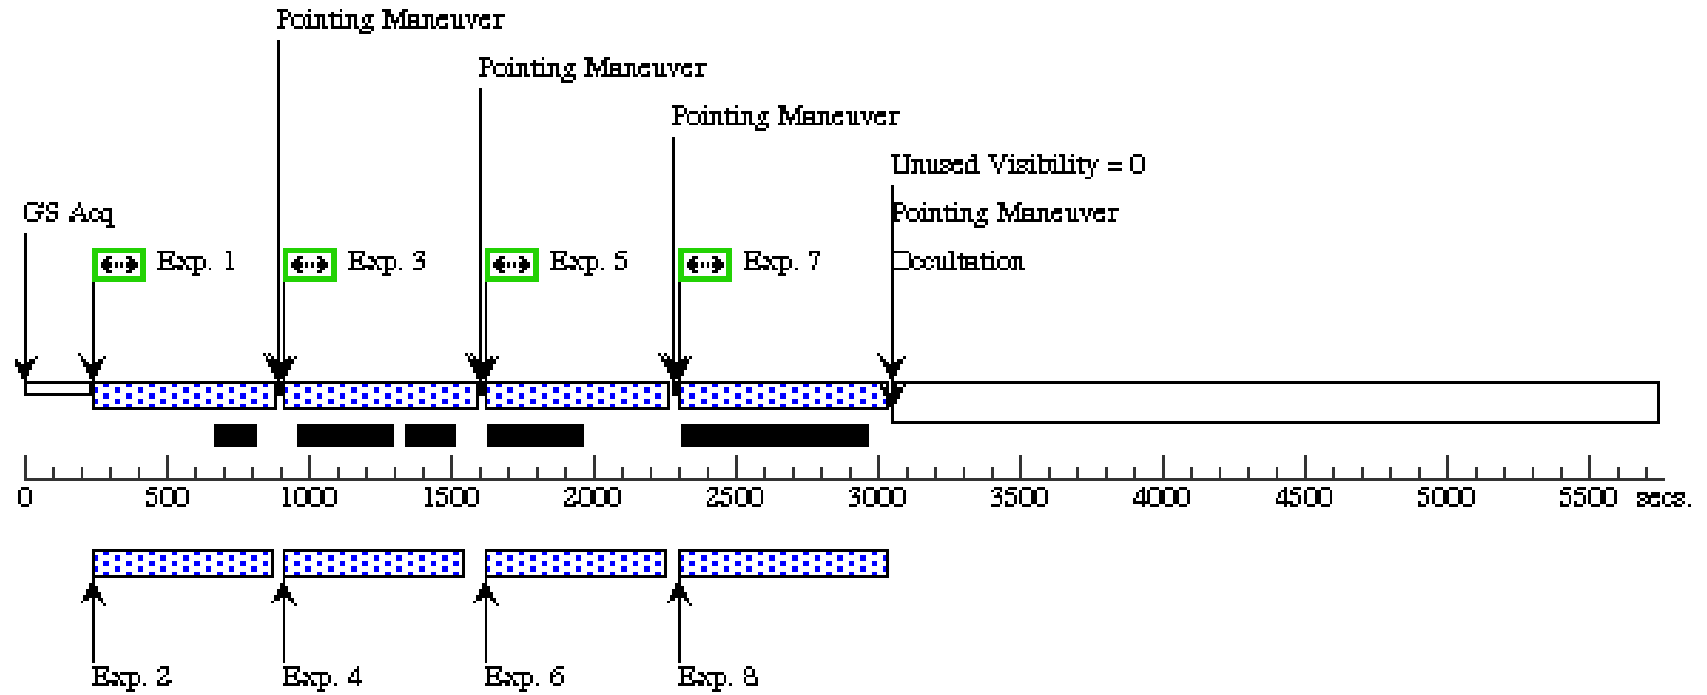 Pointing Maneuver
Pointing Maneuver
Pointing Maneuver
Unused Visibility = 0
GS Acq
Pointing Maneuver
Exp. 1
Exp. 3
Exp. 5
Exp. 7
Occultation
0 500 1000 1500 2000 2500 3000 3500 4000 4500 5000 5500 secs.
Exp. 2
Exp. 4
Exp. 6
Exp. 8